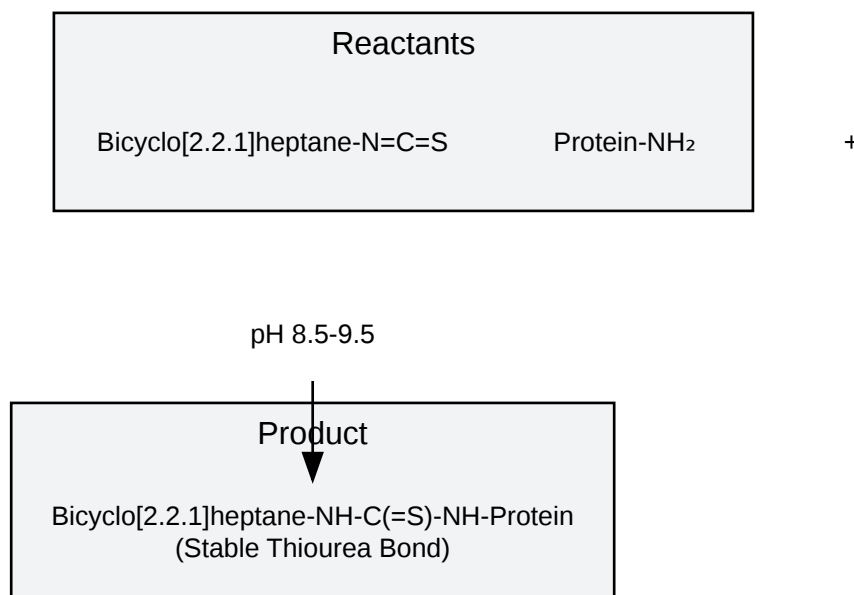 Reactants
Bicyclo[2.2.1]heptane-N=C=S
Protein-NH₂
+
pH 8.5-9.5
Product
Bicyclo[2.2.1]heptane-NH-C(=S)-NH-Protein
(Stable Thiourea Bond)